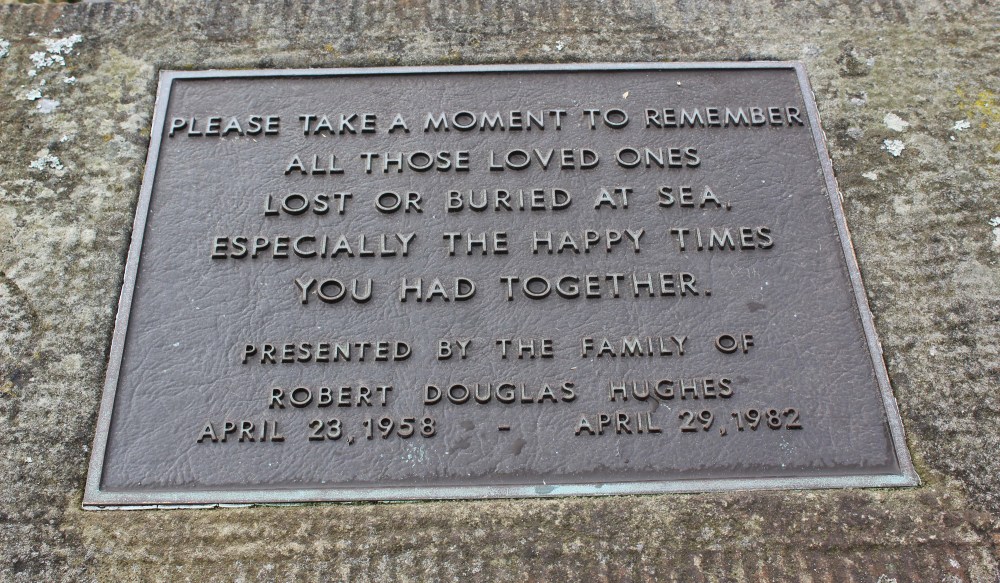 PLEASE TAKE A MOMENT TO REMEMBER
ALL THOSE LOVED ONES
LOST OR BURIED AT SEA,
ESPECIALLY THE HAPPY TIMES
YOU HAD TOGETHER.
PRESENTED BY THE FAMILY OF
ROBERT DOUGLAS HUGHES
APRIL 23, 1958 - APRIL 29, 1982